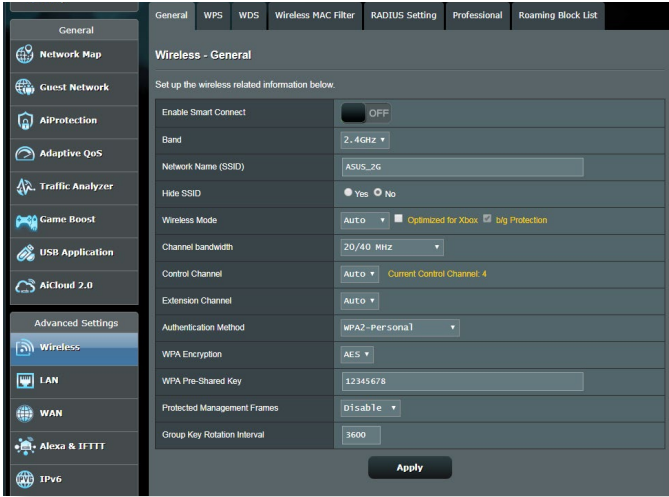 General
Network Map
Guest Network
AiProtection
Adaptive QoS
Traffic Analyzer
Game Boost
USB Application
AiCloud 2.0
Advanced Settings
Wireless
LAN
WAN
Alexa & IFTTT
IPv6
General WPS WDS Wireless MAC Filter RADIUS Setting Professional Roaming Block List
Wireless - General
Set up the wireless related information below.
Enable Smart Connect OFF
Band 2.4GHz
Network Name (SSID) ASUS_2G
Hide SSID Yes No
Wireless Mode Auto Optimized for Xbox b/g Protection
Channel bandwidth 20/40 MHz
Control Channel Auto Current Control Channel: 4
Extension Channel Auto
Authentication Method WPA2-Personal
WPA Encryption AES
WPA Pre-Shared Key 12345678
Protected Management Frames Disable
Group Key Rotation Interval 3600
Apply